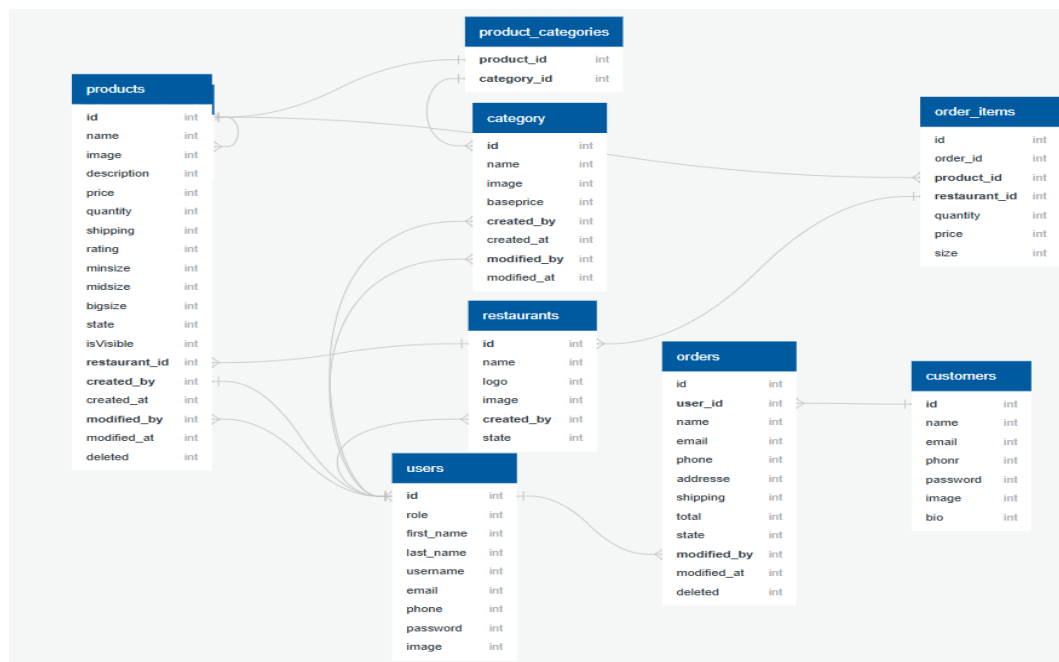 product_categories
product_id int
category_id int
products
id int
name int
image int
description int
price int
quantity int
shipping int
rating int
minsize int
midsize int
bigsize int
state int
isVisible int
restaurant_id int
created_by int
created_at int
modified_by int
modified_at int
deleted int
category
id int
name int
image int
baseprice int
created_by int
created_at int
modified_by int
modified_at int
order_items
id int
order_id int
product_id int
restaurant_id int
quantity int
price int
size int
restaurants
id int
name int
logo int
image int
created_by int
state int
orders
id int
user_id int
name int
email int
phone int
addresse int
shipping int
total int
state int
modified_by int
modified_at int
deleted int
customers
id int
name int
email int
phonr int
password int
image int
bio int
users
id int
role int
first_name int
last_name int
username int
email int
phone int
password int
image int